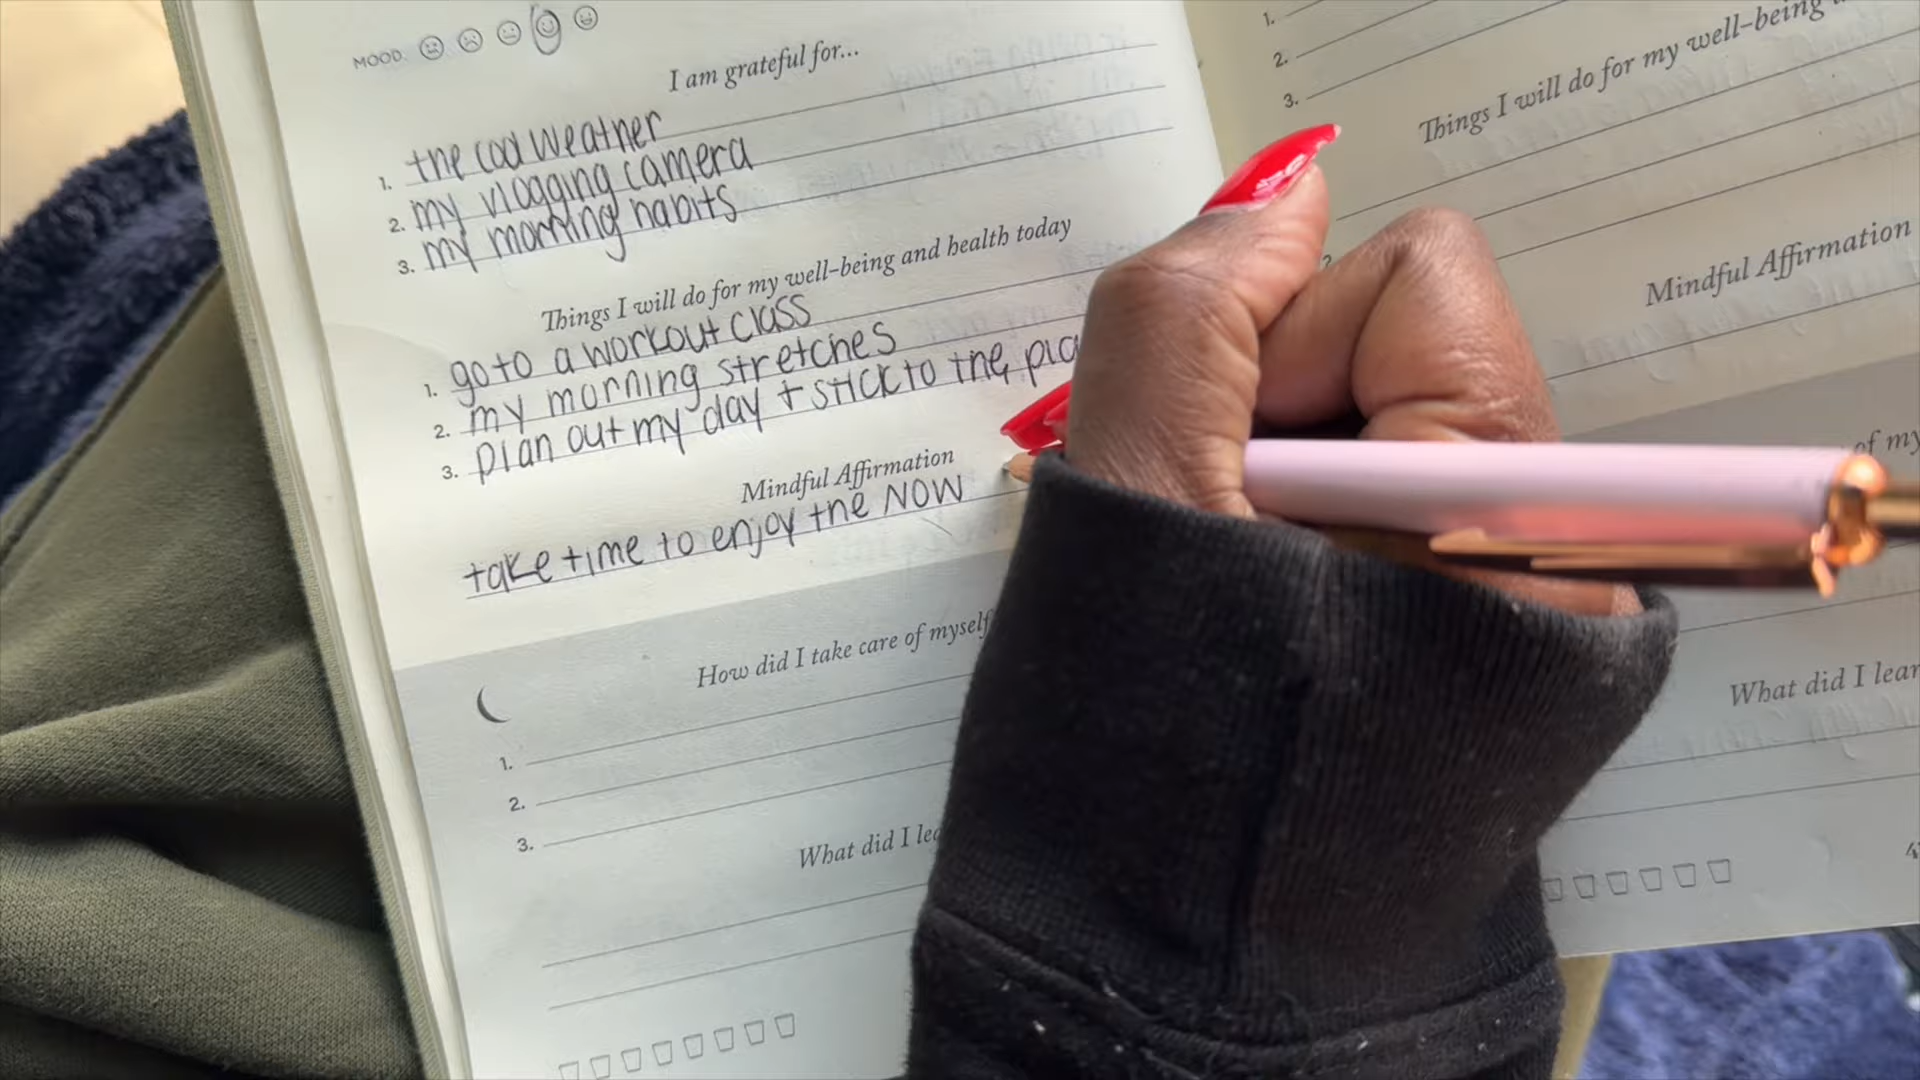 MOOD:
I am grateful for...
1. the cool weather
2. my vlogging camera
3. my morning habits
Things I will do for my well-being and health today
1. go to a workout class
2. my morning stretches
3. plan out my day + stick to the
Mindful Affirmation
take time to enjoy the NOW
How did I take care of myself
1.
2.
3.
What did I
1.
2.
3.
Things I will do for my well-being
Mindful Affirmation
of my
What did I